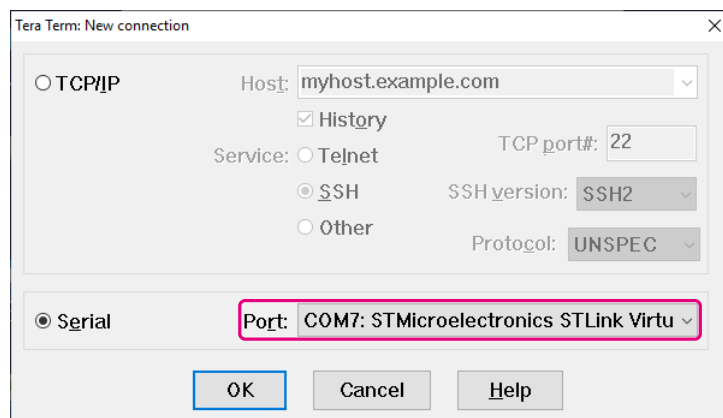 Tera Term: New connection
TCP/IP Host: myhost.example.com
History
Service: Telnet TCP port#: 22
SSH SSH version: SSH2
Other Protocol: UNSPEC
Serial Port: COM7: STMicroelectronics STLink Virtu
OK Cancel Help